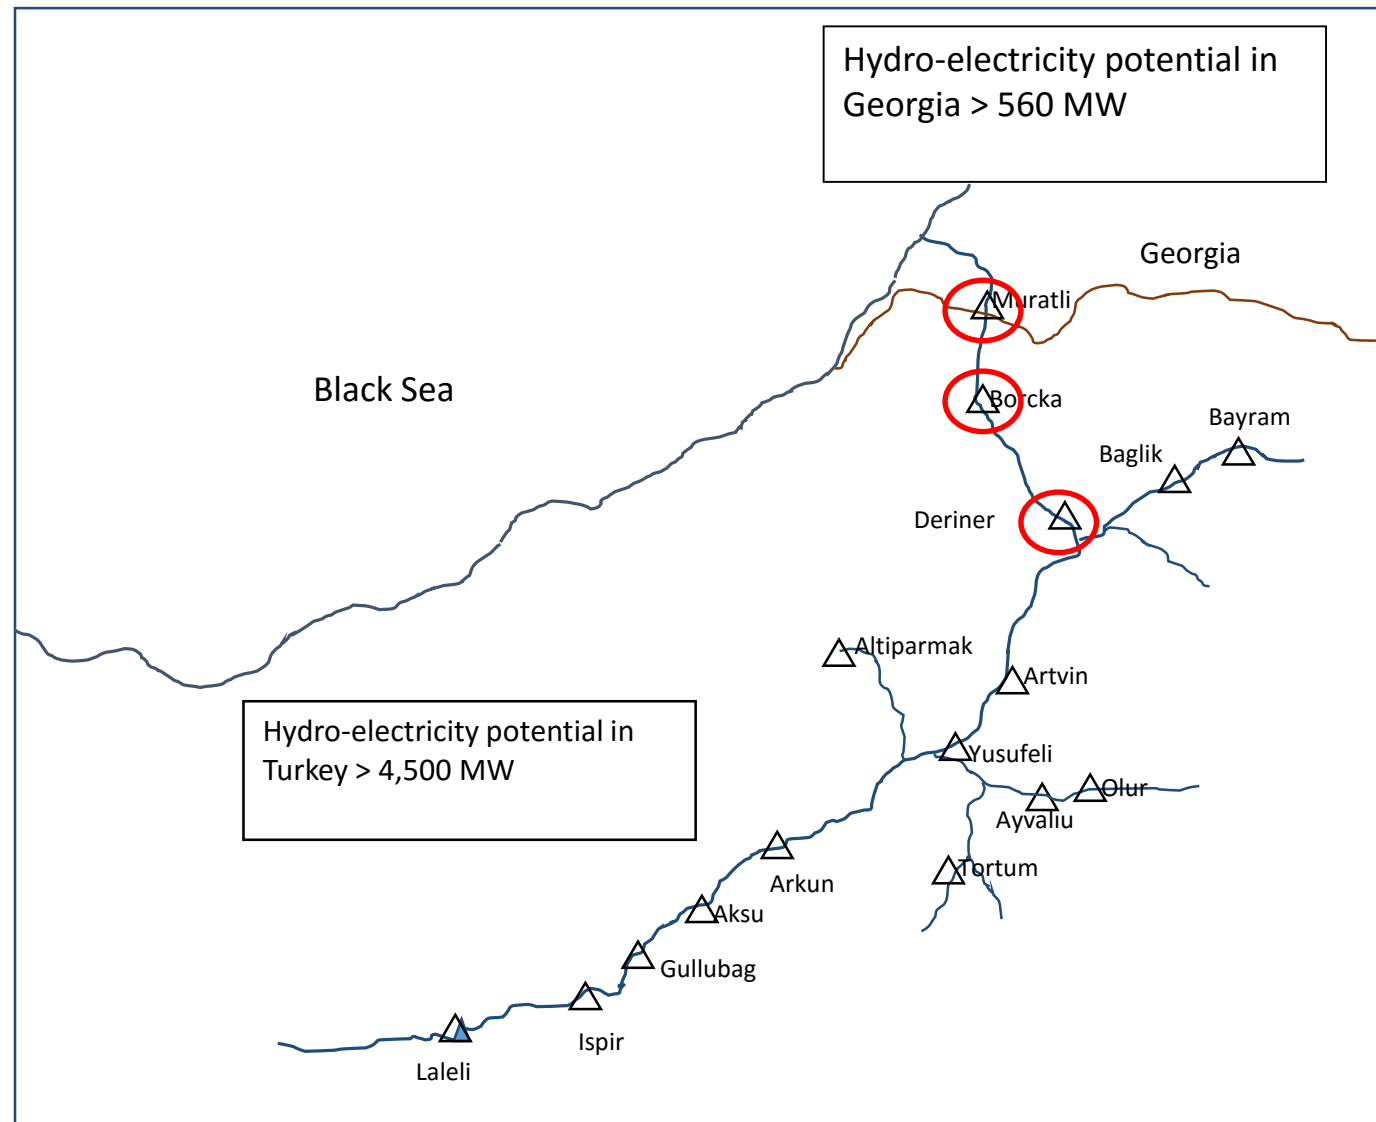 Hydro-electricity potential in
Georgia > 560 MW
Georgia
Muratli
Black Sea
Borcka
Bayram
Baglik
Deriner
Altiparmak
Artvin
Hydro-electricity potential in
Turkey > 4,500 MW
Yusufeli
Olur
Ayvaliu
Tortum
Arkun
Aksu
Gullubag
Ispir
Laleli